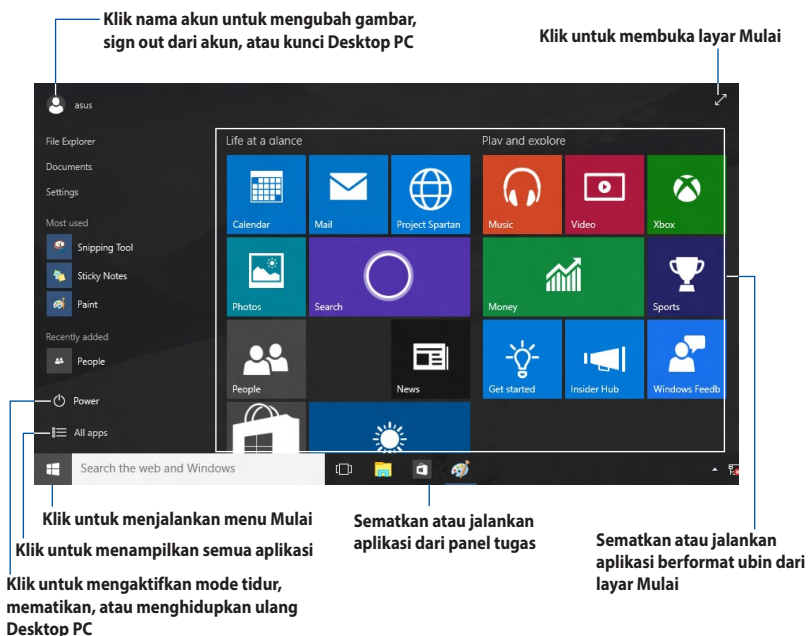 Klik nama akun untuk mengubah gambar,
sign out dari akun, atau kunci Desktop PC
Klik untuk membuka layar Mulai
asus
File Explorer
Documents
Settings
Most used
Snipping Tool
Sticky Notes
Paint
Recently added
People
Power
All apps
Search the web and Windows
Life at a glance
Calendar
Mail
Project Spartan
Photos
Search
People
News
Play and explore
Music
Video
Xbox
Money
Sports
Get started
Insider Hub
Windows Feedb
Klik untuk menjalankan menu Mulai
Klik untuk menampilkan semua aplikasi
Klik untuk mengaktifkan mode tidur,
mematikan, atau menghidupkan ulang
Desktop PC
Sematkan atau jalankan
aplikasi dari panel tugas
Sematkan atau jalankan
aplikasi berformat ubin dari
layar Mulai